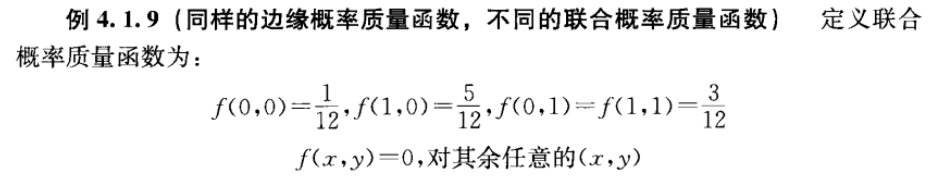 例 4.1.9 (同样的边缘概率质量函数，不同的联合概率质量函数) 定义联合
概率质量函数为：
f(0,0)=1/12, f(1,0)=5/12, f(0,1)=f(1,1)=3/12
f(x,y)=0,对其余任意的(x,y)